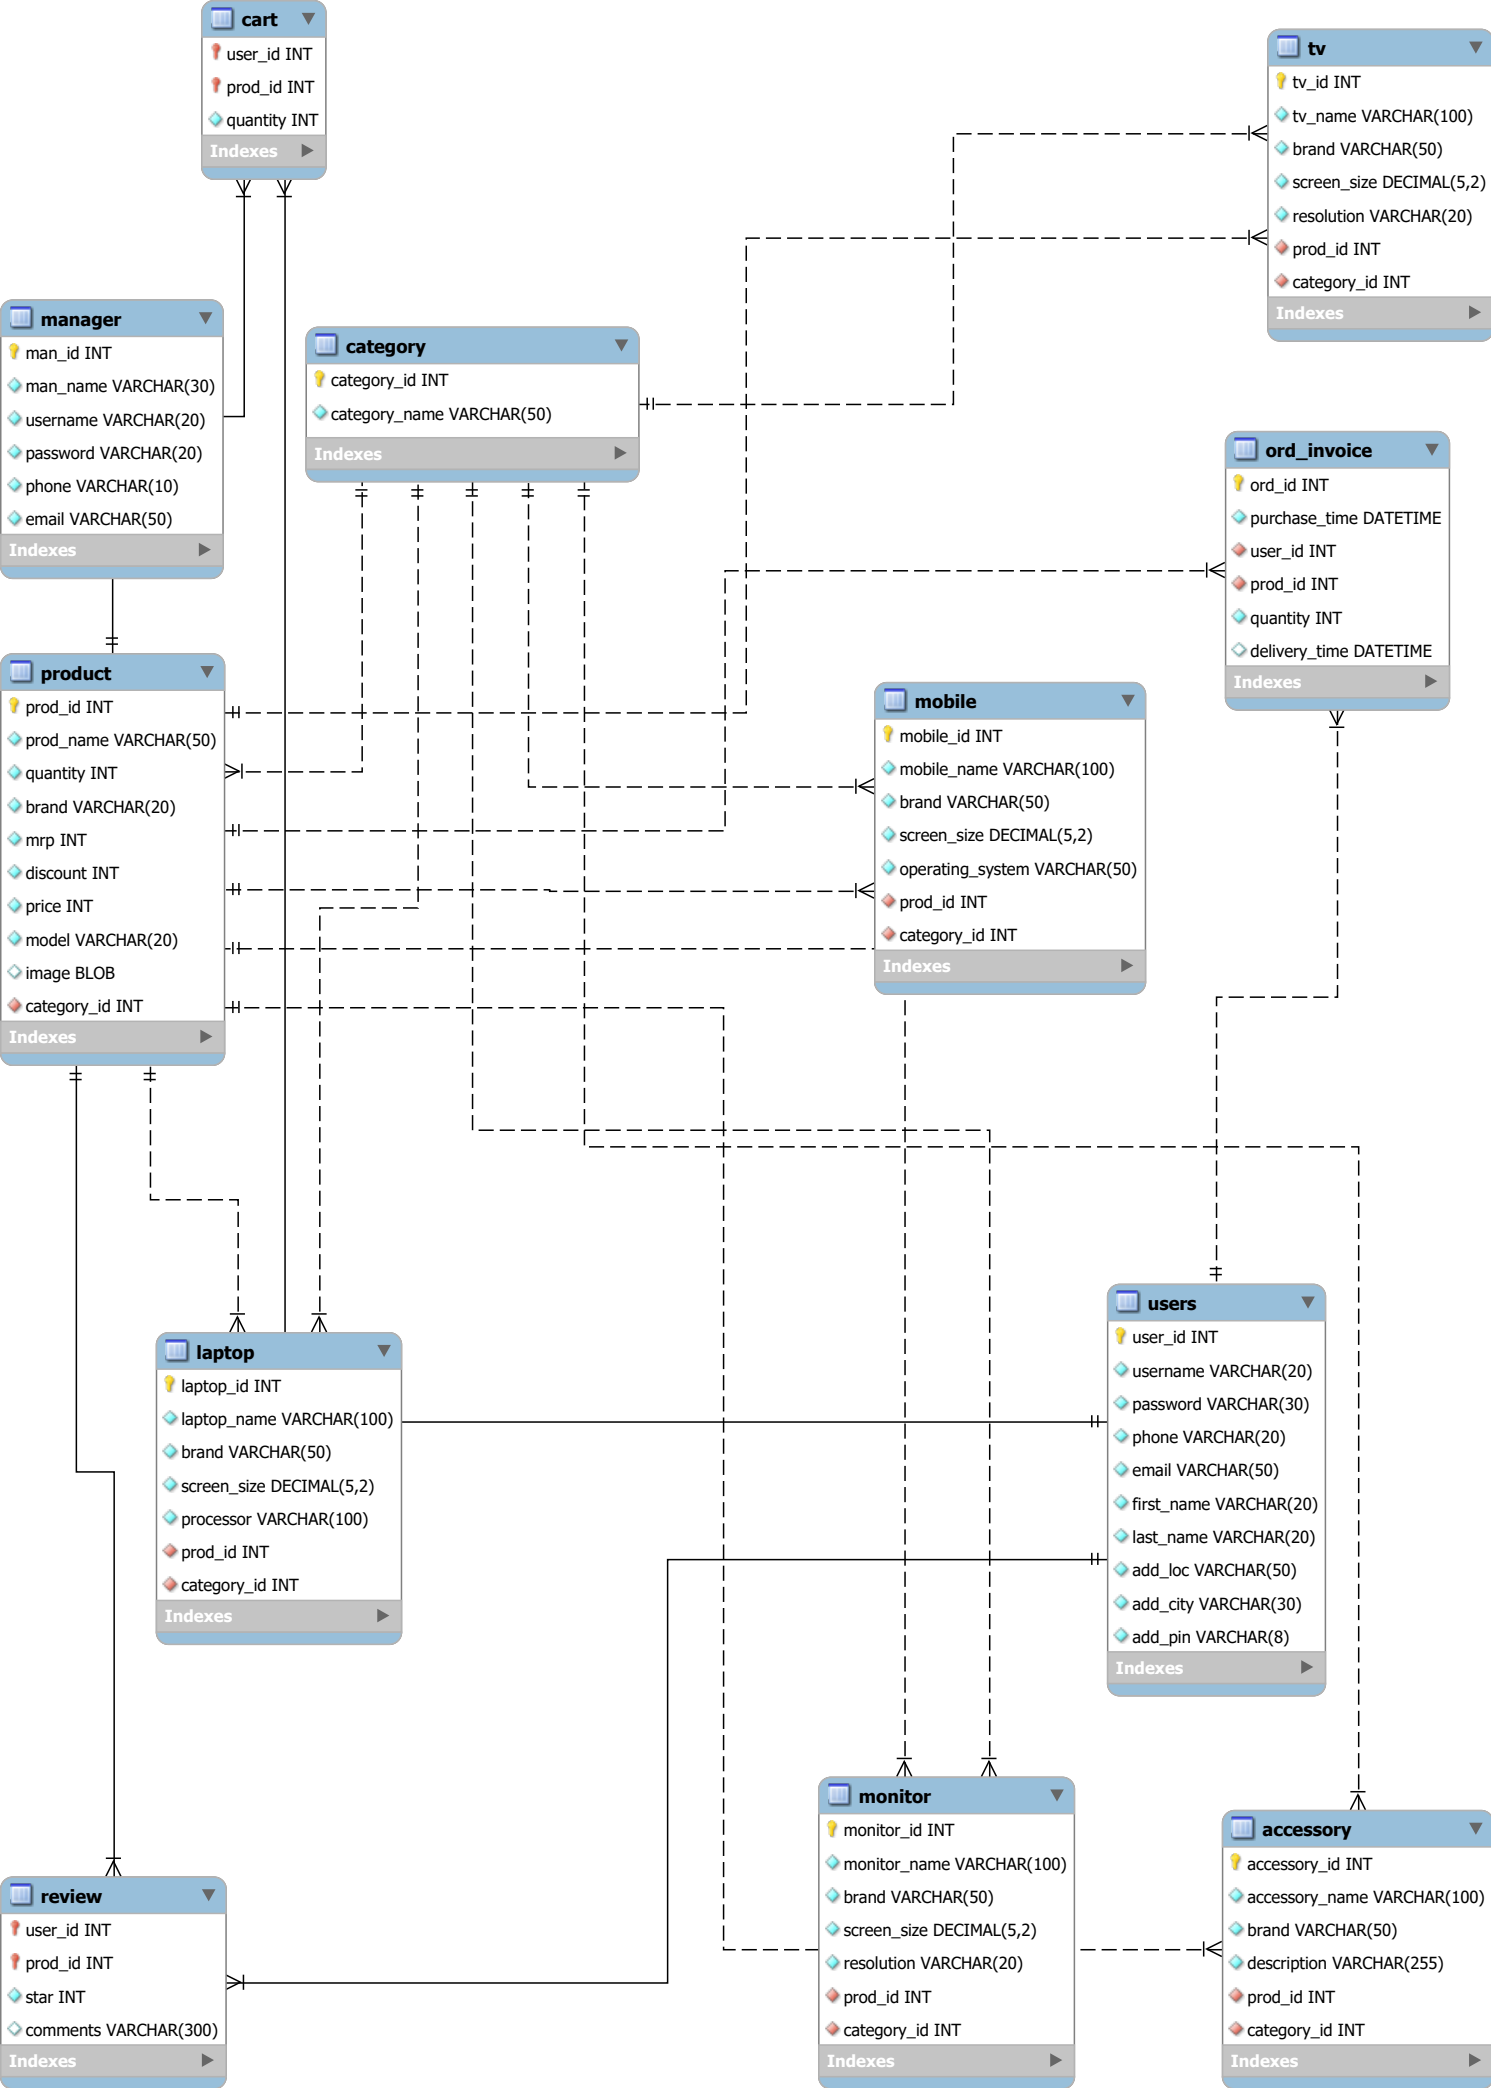 cart
user_id INT
prod_id INT
quantity INT
Indexes
tv
tv_id INT
tv_name VARCHAR(100)
brand VARCHAR(50)
screen_size DECIMAL(5,2)
resolution VARCHAR(20)
prod_id INT
category_id INT
Indexes
manager
man_id INT
man_name VARCHAR(30)
username VARCHAR(20)
password VARCHAR(20)
phone VARCHAR(10)
email VARCHAR(50)
Indexes
category
category_id INT
category_name VARCHAR(50)
Indexes
ord_invoice
ord_id INT
purchase_time DATETIME
user_id INT
prod_id INT
quantity INT
delivery_time DATETIME
Indexes
product
prod_id INT
prod_name VARCHAR(50)
quantity INT
brand VARCHAR(20)
mrp INT
discount INT
price INT
model VARCHAR(20)
image BLOB
category_id INT
Indexes
mobile
mobile_id INT
mobile_name VARCHAR(100)
brand VARCHAR(50)
screen_size DECIMAL(5,2)
operating_system VARCHAR(50)
prod_id INT
category_id INT
Indexes
laptop
laptop_id INT
laptop_name VARCHAR(100)
brand VARCHAR(50)
screen_size DECIMAL(5,2)
processor VARCHAR(100)
prod_id INT
category_id INT
Indexes
users
user_id INT
username VARCHAR(20)
password VARCHAR(30)
phone VARCHAR(20)
email VARCHAR(50)
first_name VARCHAR(20)
last_name VARCHAR(20)
add_loc VARCHAR(50)
add_city VARCHAR(30)
add_pin VARCHAR(8)
Indexes
review
user_id INT
prod_id INT
star INT
comments VARCHAR(300)
Indexes
monitor
monitor_id INT
monitor_name VARCHAR(100)
brand VARCHAR(50)
screen_size DECIMAL(5,2)
resolution VARCHAR(20)
prod_id INT
category_id INT
Indexes
accessory
accessory_id INT
accessory_name VARCHAR(100)
brand VARCHAR(50)
description VARCHAR(255)
prod_id INT
category_id INT
Indexes